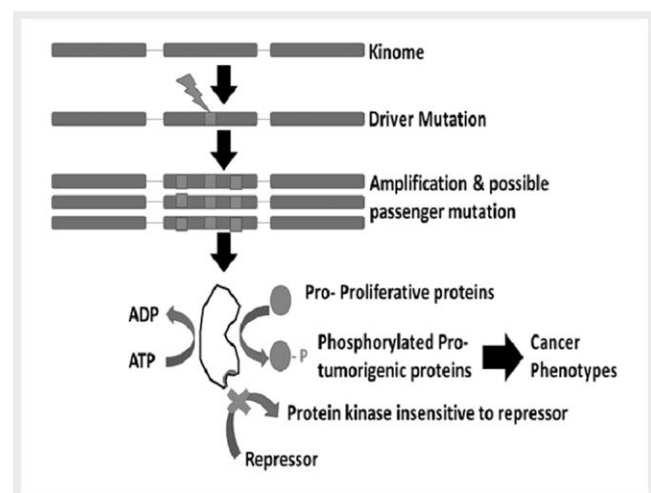 Kinome
Driver Mutation
Amplification & possible
passenger mutation
Pro- Proliferative proteins
ADP
ATP
- P
Phosphorylated Pro-
tumorigenic proteins
Cancer
Phenotypes
Protein kinase insensitive to repressor
Repressor